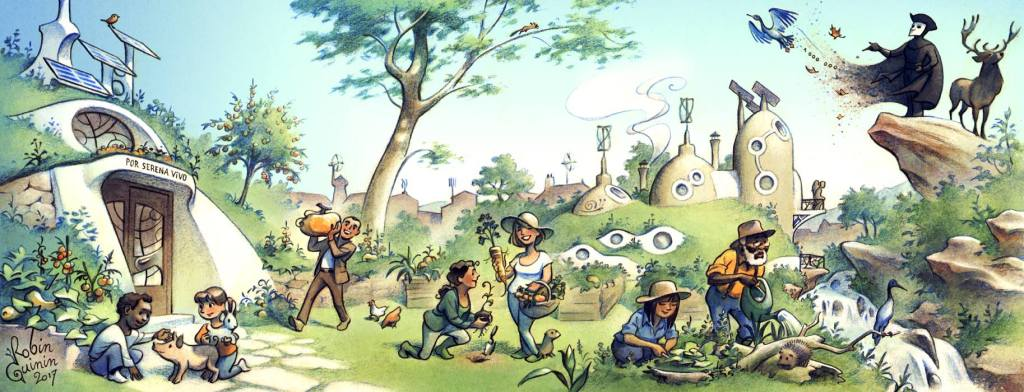 POR SERENA VIVO
Robin
Guinin
2017